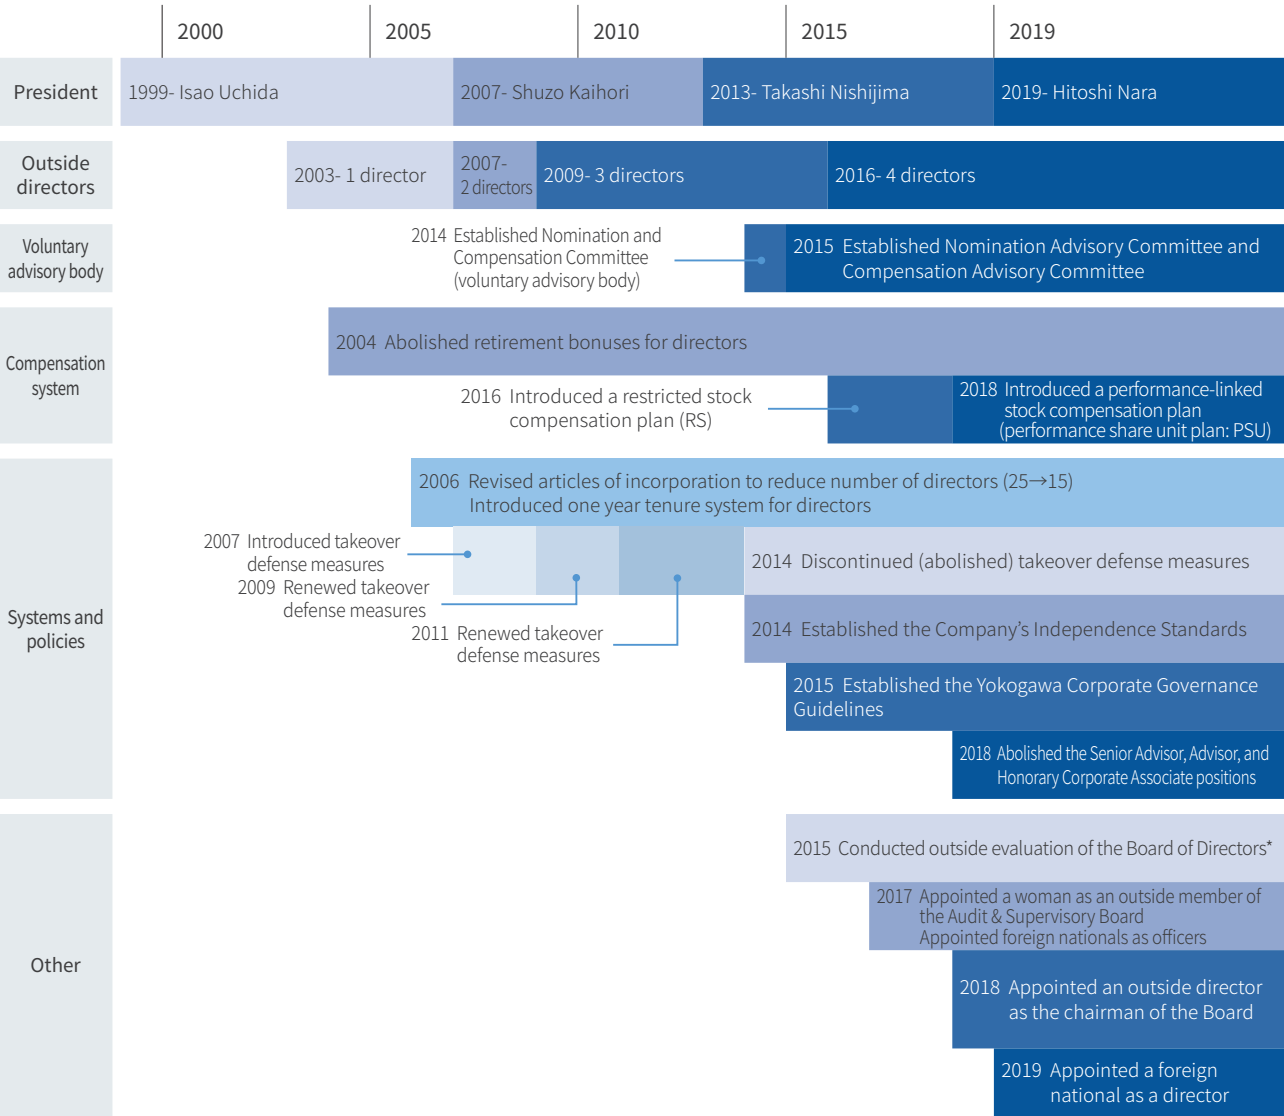 2000
2005
2010
2015
2019
President
1999- Isao Uchida
2007- Shuzo Kaihori
2013- Takashi Nishijima
2019- Hitoshi Nara
Outside
directors
2003- 1 director
2007-
2 directors
2009- 3 directors
2016- 4 directors
Voluntary
advisory body
2014 Established Nomination and
Compensation Committee
(voluntary advisory body)
2015 Established Nomination Advisory Committee and
Compensation Advisory Committee
Compensation
system
2004 Abolished retirement bonuses for directors
2016 Introduced a restricted stock
compensation plan (RS)
2018 Introduced a performance-linked
stock compensation plan
(performance share unit plan: PSU)
Systems and
policies
2006 Revised articles of incorporation to reduce number of directors (25→15)
Introduced one year tenure system for directors
2007 Introduced takeover
defense measures
2009 Renewed takeover
defense measures
2011 Renewed takeover
defense measures
2014 Discontinued (abolished) takeover defense measures
2014 Established the Company’s Independence Standards
2015 Established the Yokogawa Corporate Governance
Guidelines
2018 Abolished the Senior Advisor, Advisor, and
Honorary Corporate Associate positions
Other
2015 Conducted outside evaluation of the Board of Directors*
2017 Appointed a woman as an outside member of
the Audit & Supervisory Board
Appointed foreign nationals as officers
2018 Appointed an outside director
as the chairman of the Board
2019 Appointed a foreign
national as a director